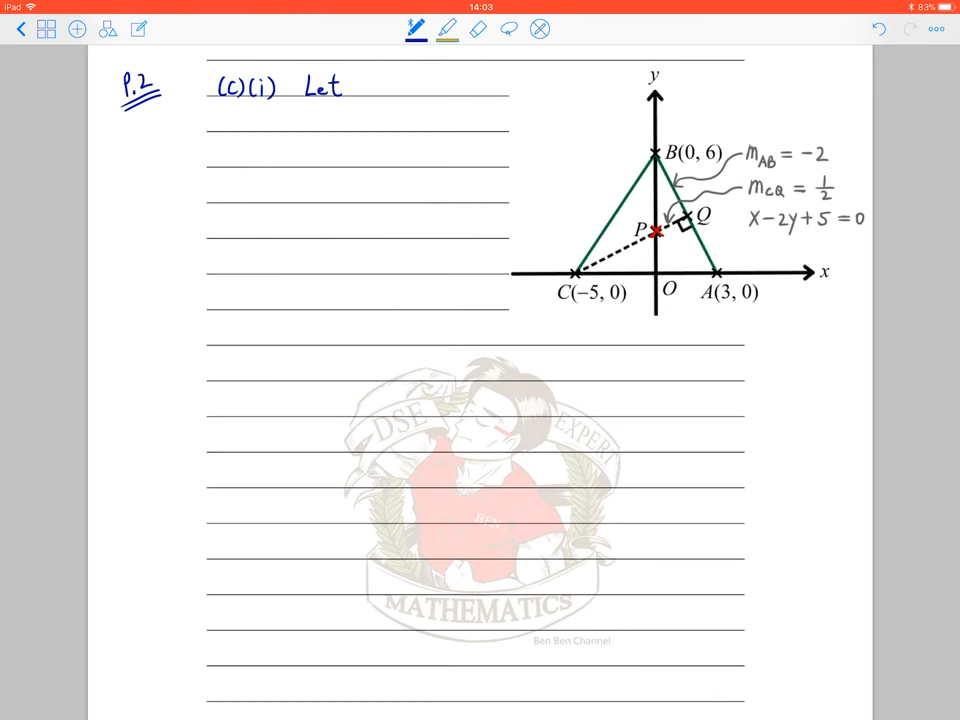 iPad 14:03 83%
P.2 (c)(i) Let
y
B(0, 6) m_AB = -2
m_CQ = 1/2
Q x-2y+5=0
P
x
C(−5, 0) O A(3, 0)
DSE EXPERT
BEN
MATHEMATICS
Ben Ben Channel